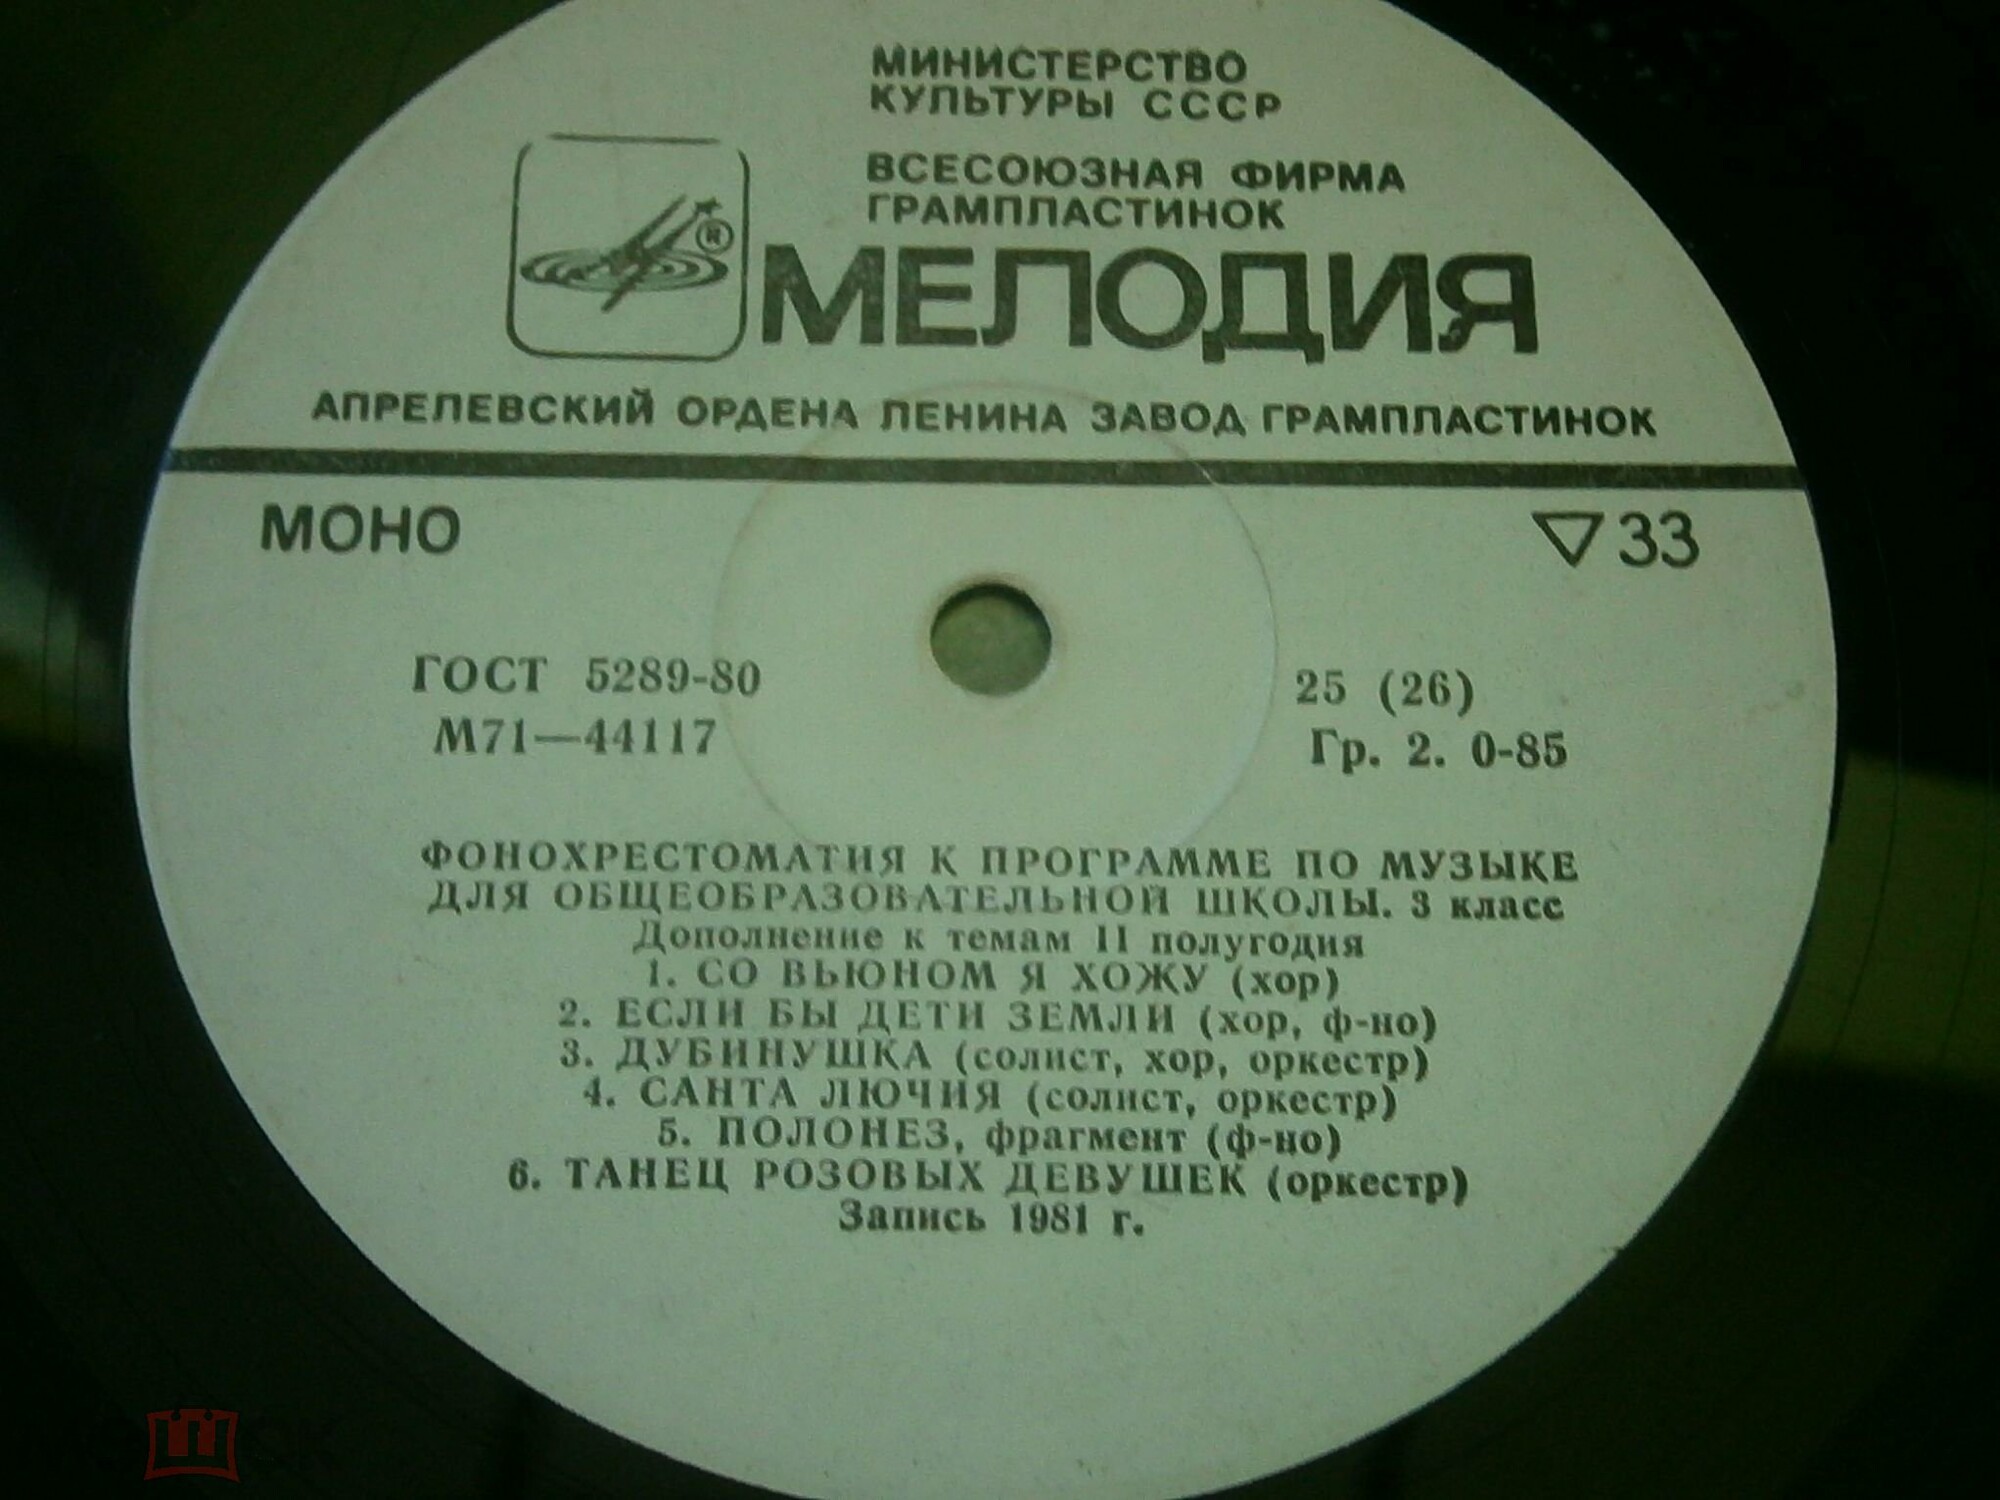 МИНИСТЕРСТВО
КУЛЬТУРЫ СССР
ВСЕСОЮЗНАЯ ФИРМА
ГРАМПЛАСТИНОК
®
МЕЛОДИЯ
АПРЕЛЕВСКИЙ ОРДЕНА ЛЕНИНА ЗАВОД ГРАМПЛАСТИНОК
МОНО
▽33
ГОСТ 5289-80
25 (26)
М71—44117
Гр. 2. 0-85
ФОНОХРЕСТОМАТИЯ К ПРОГРАММЕ ПО МУЗЫКЕ
ДЛЯ ОБЩЕОБРАЗОВАТЕЛЬНОЙ ШКОЛЫ. 3 класс
Дополнение к темам II полугодия
1. СО ВЬЮНОМ Я ХОЖУ (хор)
2. ЕСЛИ БЫ ДЕТИ ЗЕМЛИ (хор, ф-но)
3. ДУБИНУШКА (солист, хор, оркестр)
4. САНТА ЛЮЧИЯ (солист, оркестр)
5. ПОЛОНЕЗ, фрагмент (ф-но)
6. ТАНЕЦ РОЗОВЫХ ДЕВУШЕК (оркестр)
Запись 1981 г.